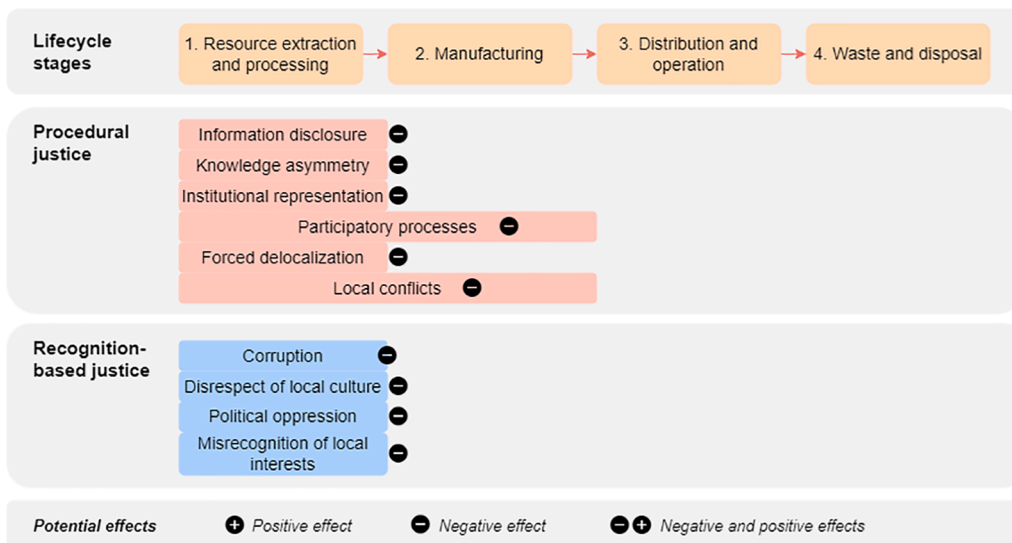 Lifecycle
stages
1. Resource extraction
and processing
2. Manufacturing
3. Distribution and
operation
4. Waste and disposal
Procedural
justice
Information disclosure
Knowledge asymmetry
Institutional representation
Participatory processes
Forced delocalization
Local conflicts
Recognition-
based justice
Corruption
Disrespect of local culture
Political oppression
Misrecognition of local
interests
Potential effects
Positive effect
Negative effect
Negative and positive effects